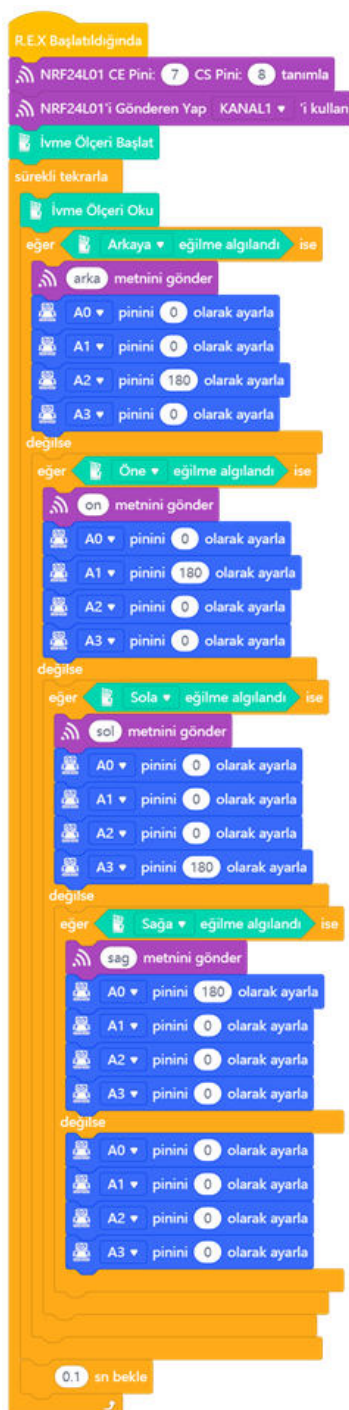 R.E.X Başlatıldığında
NRF24L01 CE Pini: 7 CS Pini: 8 tanımla
NRF24L01'i Gönderen Yap KANAL1 'i kullan
İvme Ölçeri Başlat
sürekli tekrarla
İvme Ölçeri Oku
eğer Arkaya eğilme algılandı ise
arka metnini gönder
A0 pinini 0 olarak ayarla
A1 pinini 0 olarak ayarla
A2 pinini 180 olarak ayarla
A3 pinini 0 olarak ayarla
değilse
eğer Öne eğilme algılandı ise
on metnini gönder
A0 pinini 0 olarak ayarla
A1 pinini 180 olarak ayarla
A2 pinini 0 olarak ayarla
A3 pinini 0 olarak ayarla
değilse
eğer Sola eğilme algılandı ise
sol metnini gönder
A0 pinini 0 olarak ayarla
A1 pinini 0 olarak ayarla
A2 pinini 0 olarak ayarla
A3 pinini 180 olarak ayarla
değilse
eğer Sağa eğilme algılandı ise
sag metnini gönder
A0 pinini 180 olarak ayarla
A1 pinini 0 olarak ayarla
A2 pinini 0 olarak ayarla
A3 pinini 0 olarak ayarla
değilse
A0 pinini 0 olarak ayarla
A1 pinini 0 olarak ayarla
A2 pinini 0 olarak ayarla
A3 pinini 0 olarak ayarla
0.1 sn bekle